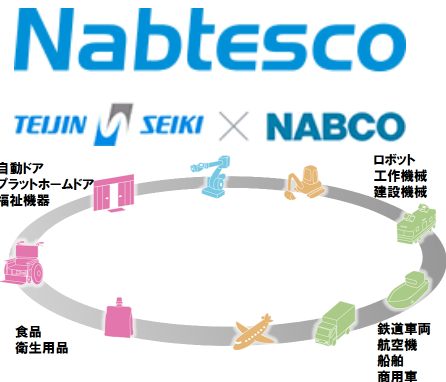 Nabtesco
TEIJIN SEIKI × NABCO
自動ドア
プラットホームドア
福祉機器
ロボット
工作機械
建設機械
食品
衛生用品
鉄道車両
航空機
船舶
商用車